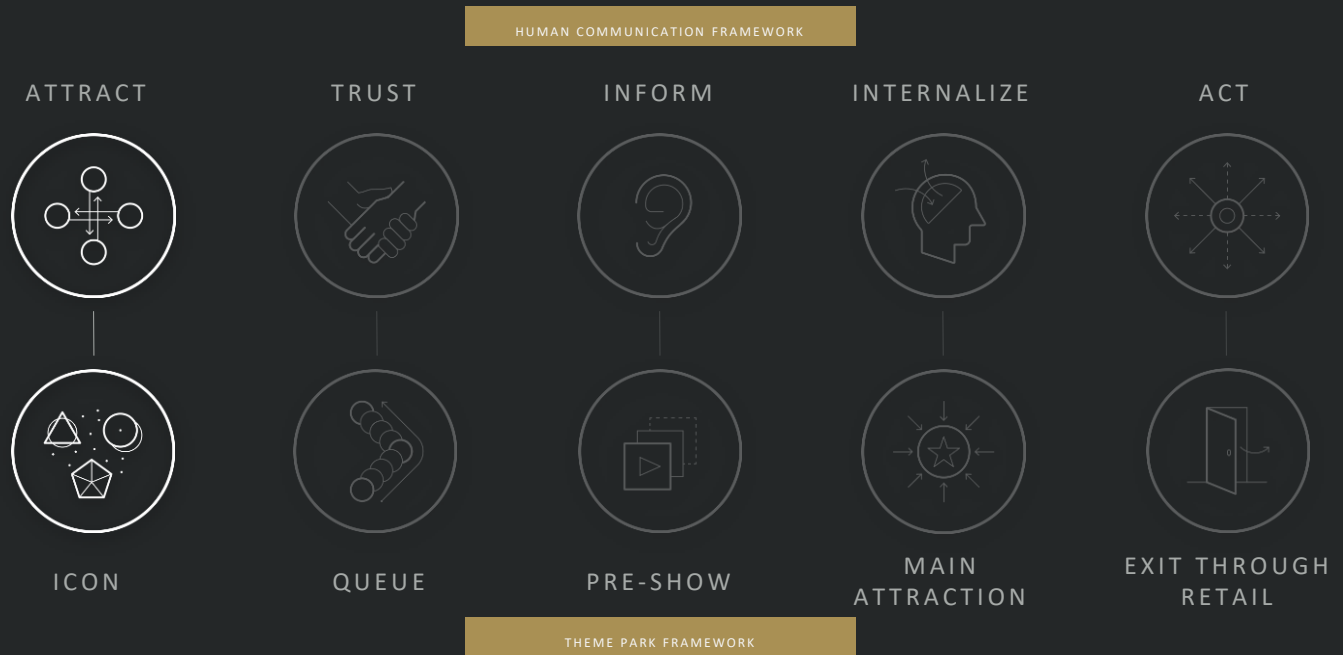 HUMAN COMMUNICATION FRAMEWORK
ATTRACT
TRUST
INFORM
INTERNALIZE
ACT
ICON
QUEUE
PRE-SHOW
MAIN
ATTRACTION
EXIT THROUGH
RETAIL
THEME PARK FRAMEWORK